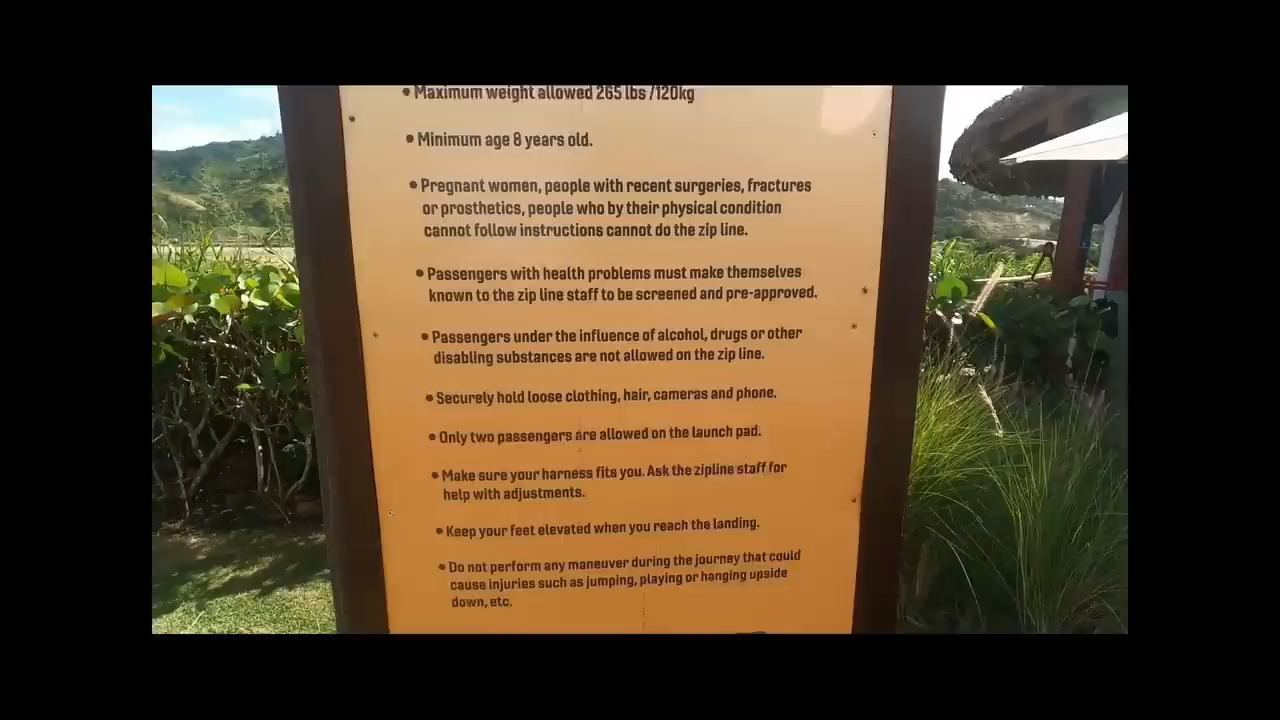 • Maximum weight allowed 265 lbs /120kg
• Minimum age 8 years old.
• Pregnant women, people with recent surgeries, fractures
or prosthetics, people who by their physical condition
cannot follow instructions cannot do the zip line.
• Passengers with health problems must make themselves
known to the zip line staff to be screened and pre-approved.
• Passengers under the influence of alcohol, drugs or other
disabling substances are not allowed on the zip line.
• Securely hold loose clothing, hair, cameras and phone.
• Only two passengers are allowed on the launch pad.
• Make sure your harness fits you. Ask the zipline staff for
help with adjustments.
• Keep your feet elevated when you reach the landing.
• Do not perform any maneuver during the journey that could
cause injuries such as jumping, playing or hanging upside
down, etc.